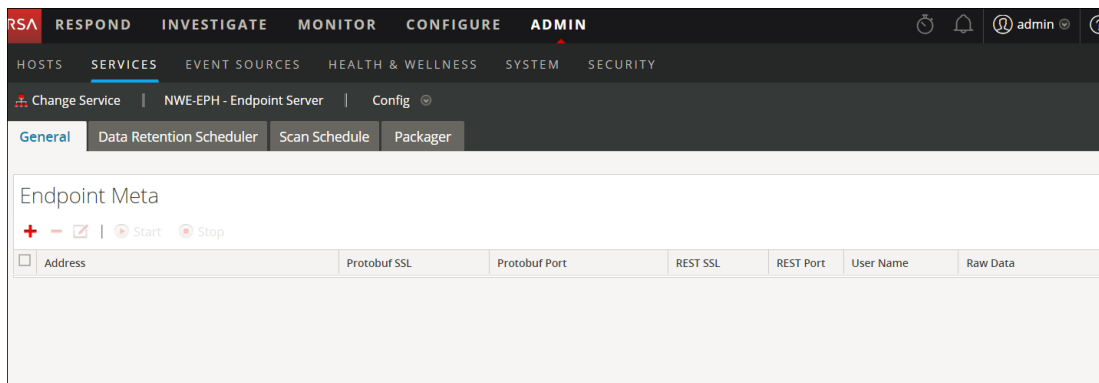 RSA RESPOND INVESTIGATE MONITOR CONFIGURE ADMIN admin
HOSTS SERVICES EVENT SOURCES HEALTH & WELLNESS SYSTEM SECURITY
Change Service | NWE-EPH - Endpoint Server | Config
General Data Retention Scheduler Scan Schedule Packager
Endpoint Meta
Start Stop
Address Protobuf SSL Protobuf Port REST SSL REST Port User Name Raw Data